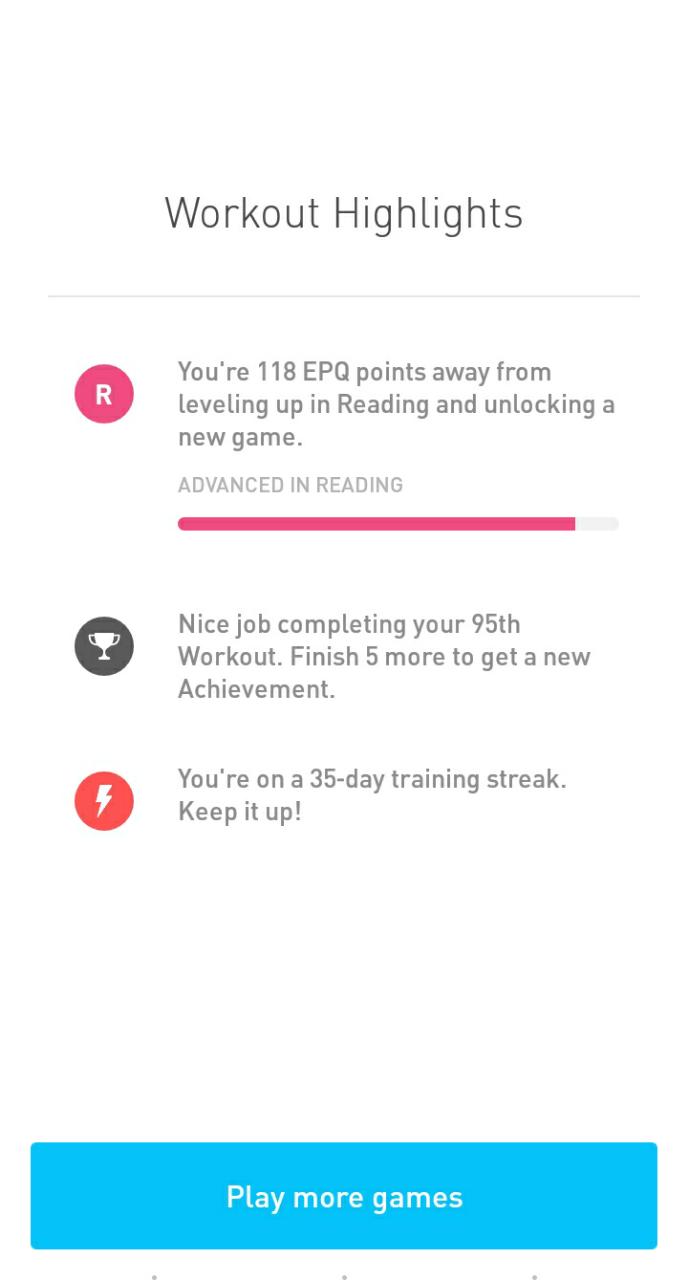 Workout Highlights
R
You're 118 EPQ points away from
leveling up in Reading and unlocking a
new game.
ADVANCED IN READING
Nice job completing your 95th
Workout. Finish 5 more to get a new
Achievement.
You're on a 35-day training streak.
Keep it up!
Play more games